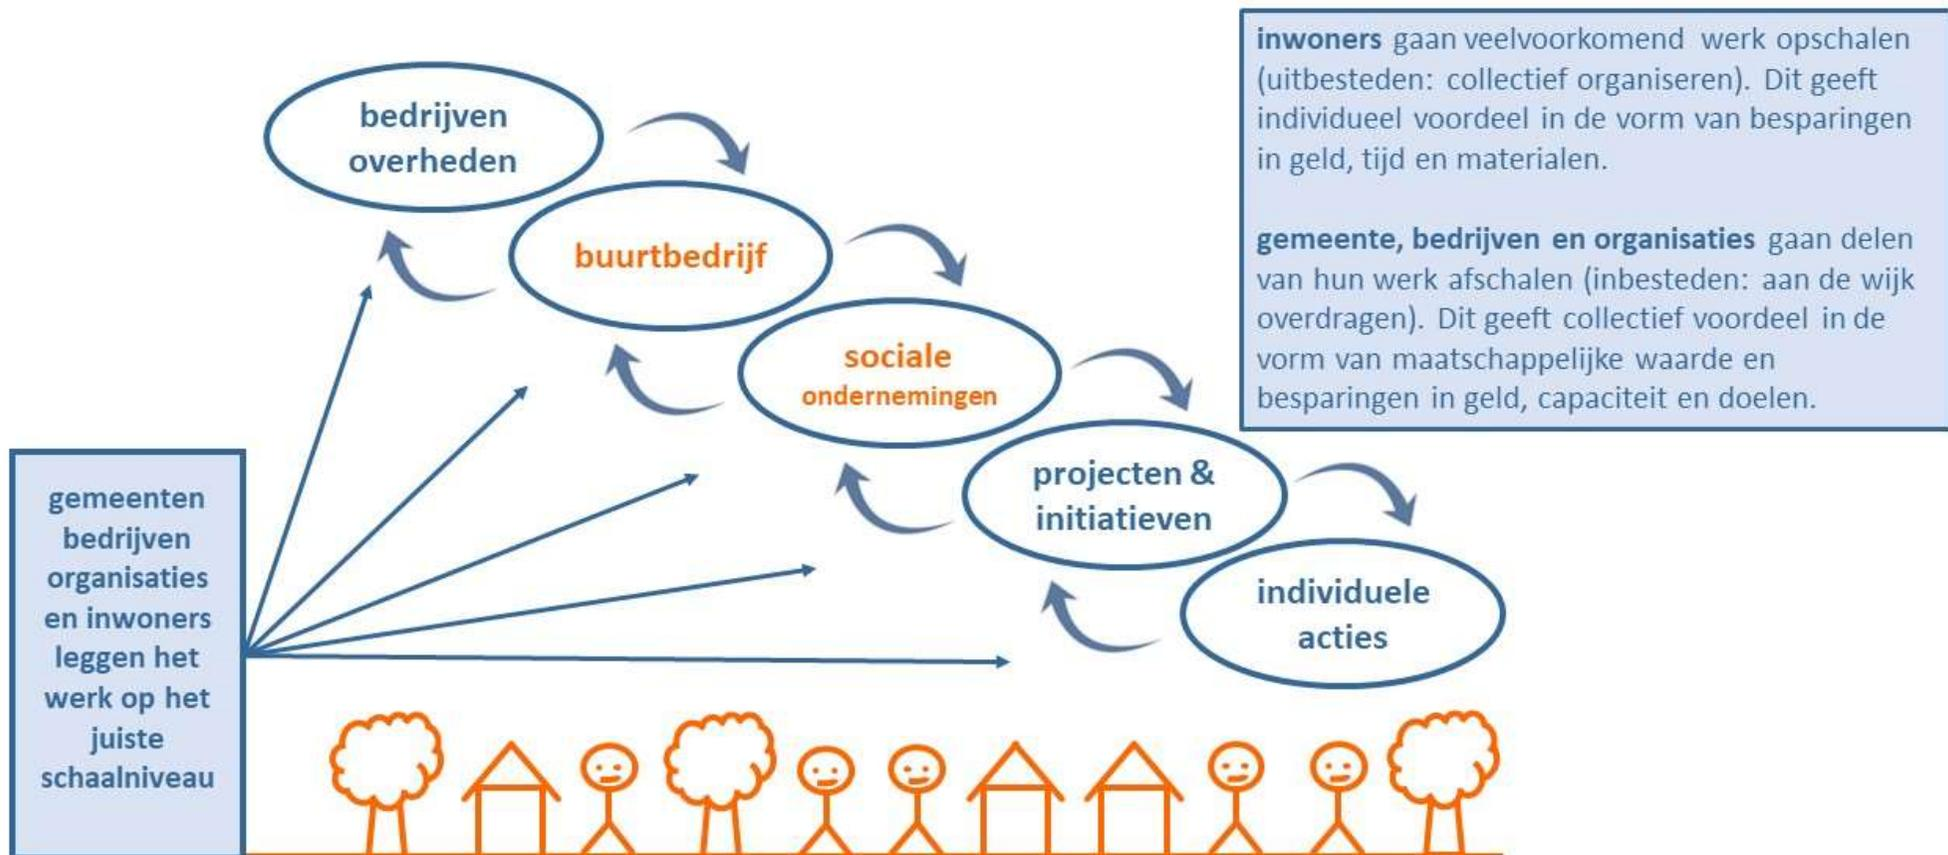 bedrijven
overheden
buurtbedrijf
sociale
ondernemingen
projecten &
initiatieven
individuele
acties
inwoners gaan veelvoorkomend werk opschalen
(uitbesteden: collectief organiseren). Dit geeft
individueel voordeel in de vorm van besparingen
in geld, tijd en materialen.
gemeente, bedrijven en organisaties gaan delen
van hun werk afschalen (inbesteden: aan de wijk
overdragen). Dit geeft collectief voordeel in de
vorm van maatschappelijke waarde en
besparingen in geld, capaciteit en doelen.
gemeenten
bedrijven
organisaties
en inwoners
leggen het
werk op het
juiste
schaalniveau